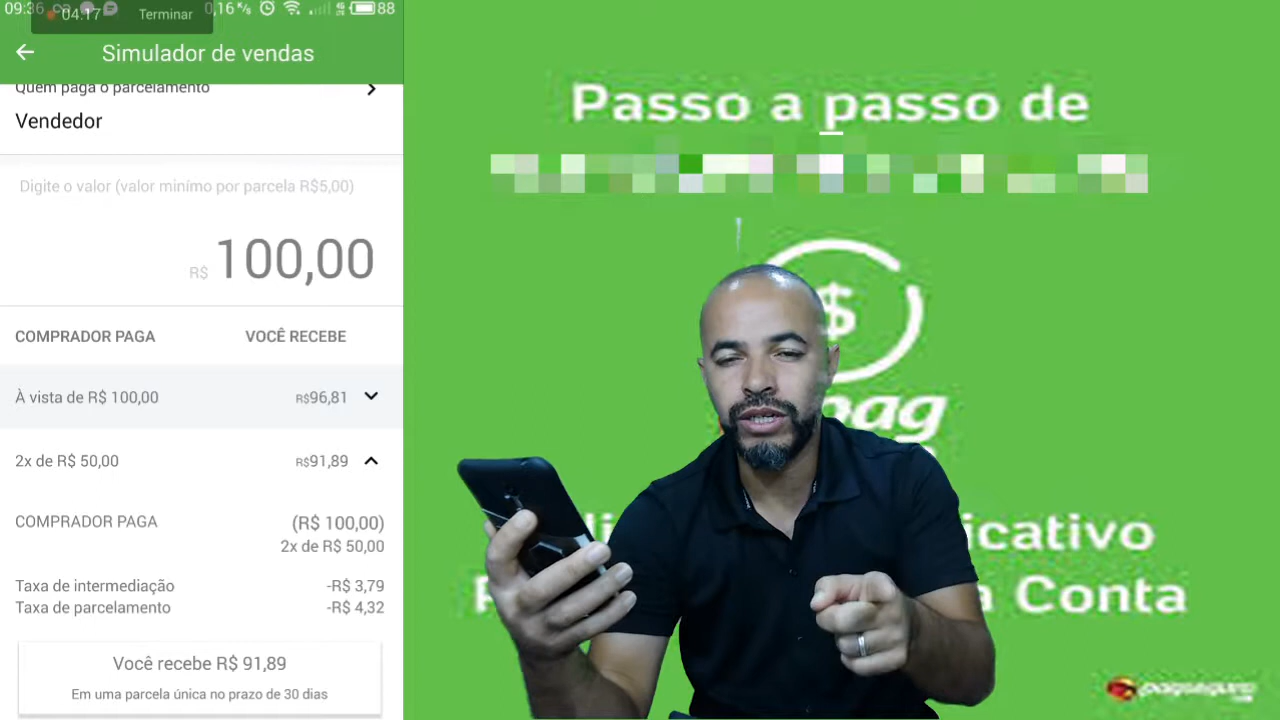 09:36
04:17 Terminar
0,16 K/s
88
Simulador de vendas
Quem paga o parcelamento
Vendedor
Digite o valor (valor minímo por parcela R$5,00)
R$ 100,00
COMPRADOR PAGA VOCÊ RECEBE
À vista de R$ 100,00 R$96,81
2x de R$ 50,00 R$91,89
COMPRADOR PAGA (R$ 100,00)
2x de R$ 50,00
Taxa de intermediação -R$ 3,79
Taxa de parcelamento -R$ 4,32
Você recebe R$ 91,89
Em uma parcela única no prazo de 30 dias
Passo a passo de
$
pag
icativo
Conta
pagseguro